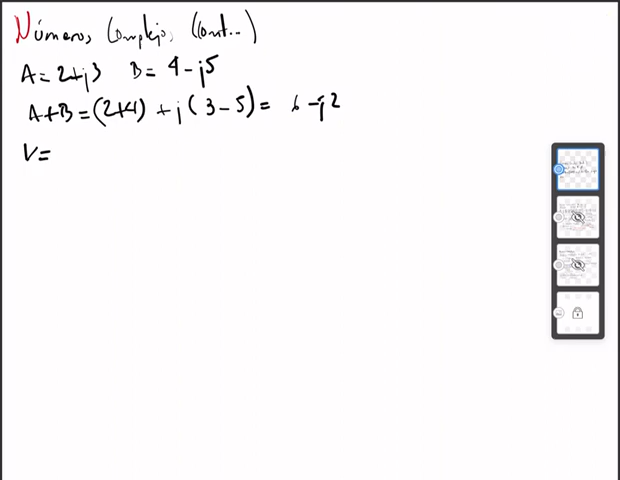 Números Complejos (Cont...)
A = 2+j3 B = 4 - j5
A+B = (2+4) + j (3-5) = 6 - j2
V =